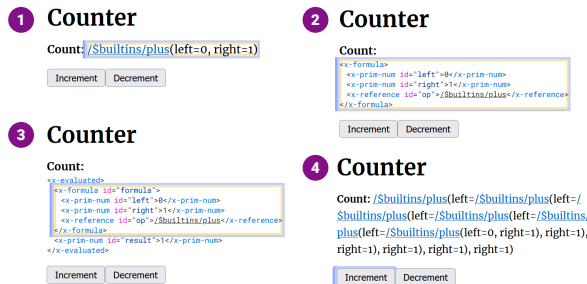 1 Counter
Count: /$builtins/plus(left=0, right=1)
Increment Decrement
2 Counter
Count:
<x-formula>
<x-prim-num id="left">0</x-prim-num>
<x-prim-num id="right">1</x-prim-num>
<x-reference id="op">/$builtins/plus</x-reference>
</x-formula>
Increment Decrement
3 Counter
Count:
<x-evaluated>
<x-formula id="formula">
<x-prim-num id="left">0</x-prim-num>
<x-prim-num id="right">1</x-prim-num>
<x-reference id="op">/$builtins/plus</x-reference>
</x-formula>
<x-prim-num id="result">1</x-prim-num>
</x-evaluated>
Increment Decrement
4 Counter
Count: /$builtins/plus(left=/$builtins/plus(left=/
$builtins/plus(left=/$builtins/plus(left=/$builtins/
plus(left=/$builtins/plus(left=0, right=1), right=1),
right=1), right=1), right=1), right=1)
Increment Decrement